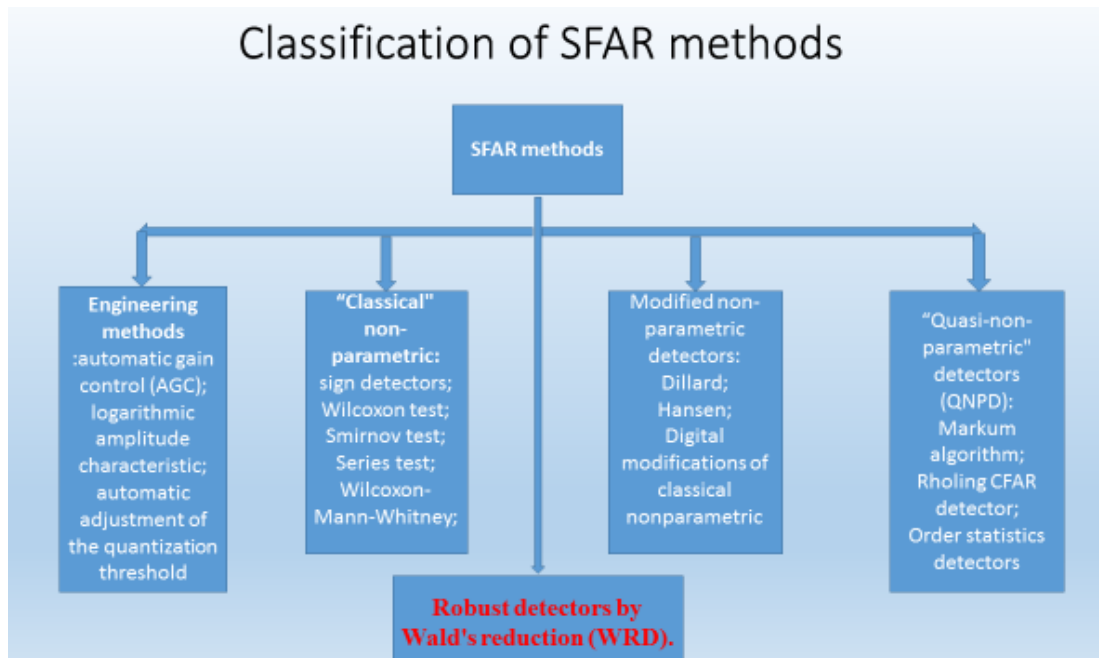 Classification of SFAR methods
SFAR methods
Engineering
methods
:automatic gain
control (AGC);
logarithmic
amplitude
characteristic;
automatic
adjustment of
the quantization
threshold
“Classical"
non-
parametric:
sign detectors;
Wilcoxon test;
Smirnov test;
Series test;
Wilcoxon-
Mann-Whitney;
Modified non-
parametric
detectors:
Dillard;
Hansen;
Digital
modifications of
classical
nonparametric
“Quasi-non-
parametric"
detectors
(QNPD):
Markum
algorithm;
Rholing CFAR
detector;
Order statistics
detectors
Robust detectors by
Wald's reduction (WRD).